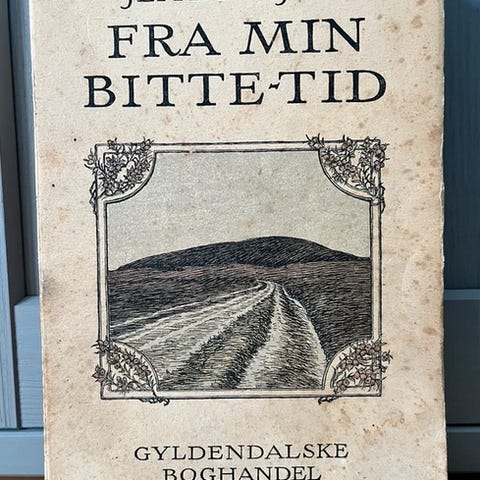 FRA MIN
BITTE-TID
GYLDENDALSKE
BOGHANDEL